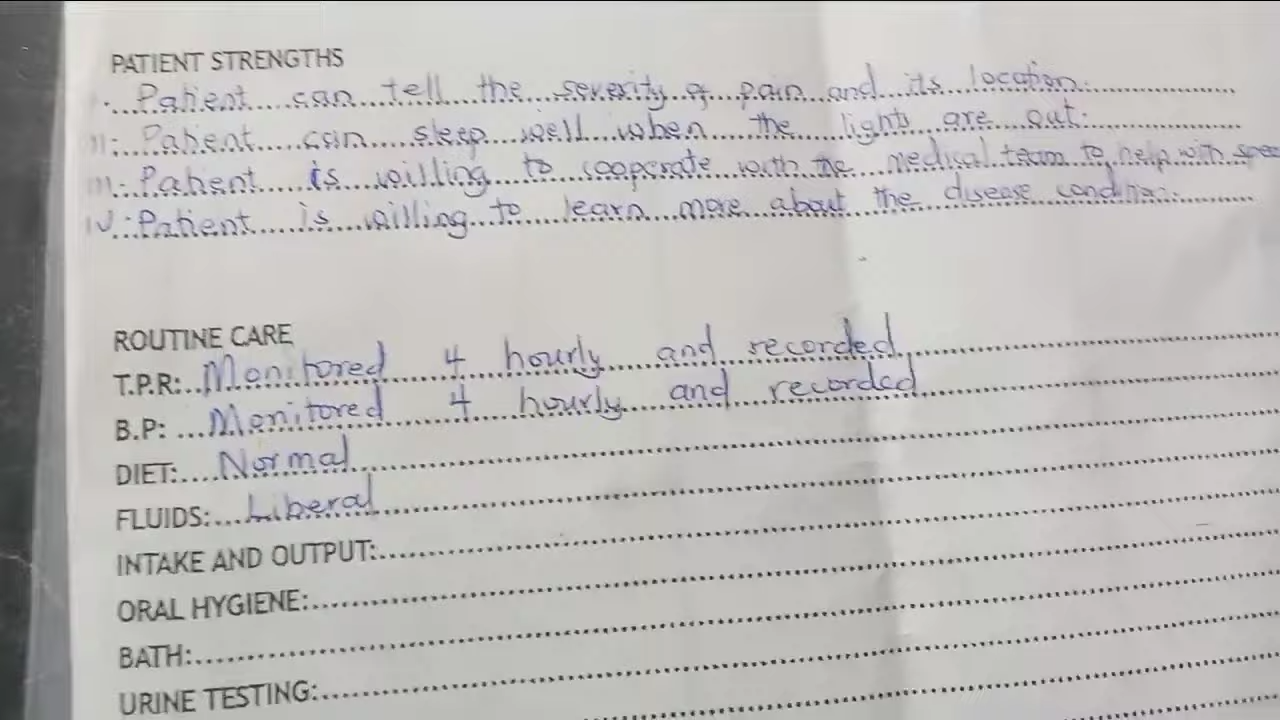 PATIENT STRENGTHS
i. Patient can tell the severity of pain and its location.
ii. Patient can sleep well when the lights are out.
iii. Patient is willing to cooperate with the medical team to help with
iv. Patient is willing to learn more about the disease condition.
ROUTINE CARE
T.P.R: Monitored 4 hourly and recorded
B.P: Monitored 4 hourly and recorded
DIET: Normal
FLUIDS: Liberal
INTAKE AND OUTPUT:
ORAL HYGIENE:
BATH:
URINE TESTING: